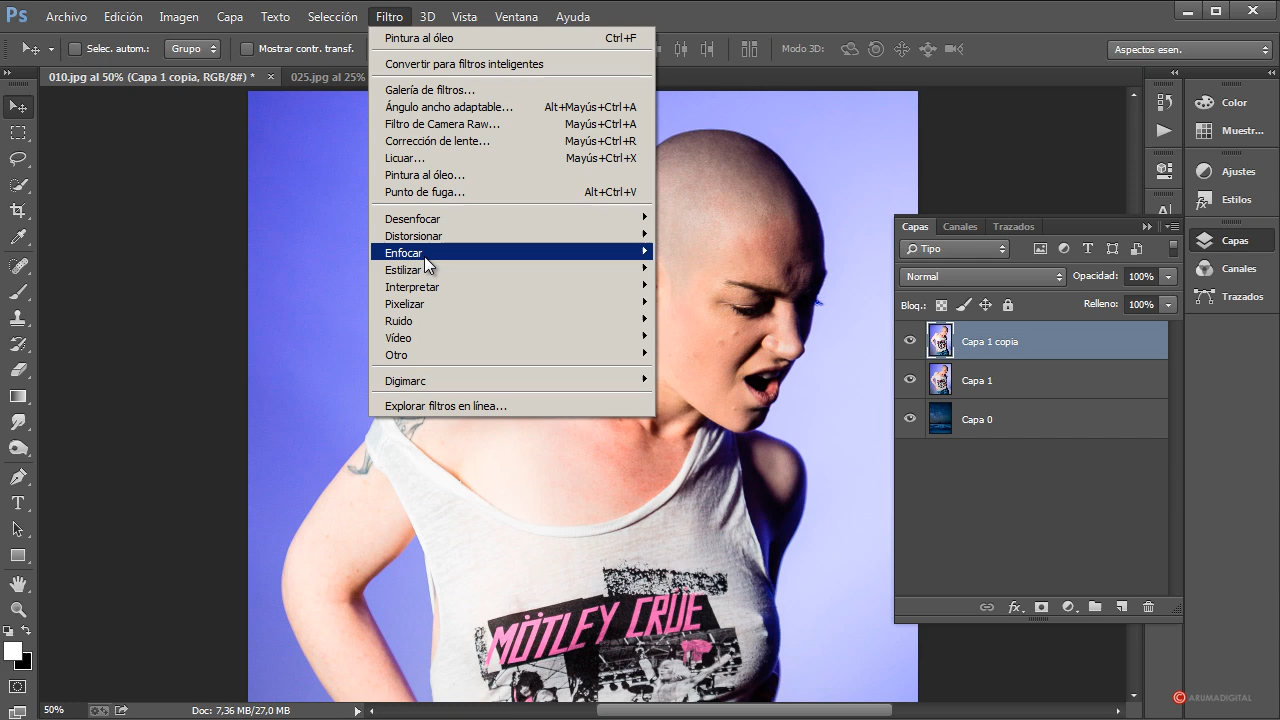 Ps Archivo Edición Imagen Capa Texto Selección Filtro 3D Vista Ventana Ayuda
Selec. autom.: Grupo Mostrar contr. transf. Modo 3D: Aspectos esen.
010.jpg al 50% (Capa 1 copia, RGB/8#) * × 025.jpg al 25%
Pintura al óleo Ctrl+F
Convertir para filtros inteligentes
Galería de filtros...
Ángulo ancho adaptable... Alt+Mayús+Ctrl+A
Filtro de Camera Raw... Mayús+Ctrl+A
Corrección de lente... Mayús+Ctrl+R
Licuar... Mayús+Ctrl+X
Pintura al óleo...
Punto de fuga... Alt+Ctrl+V
Desenfocar
Distorsionar
Enfocar
Estilizar
Interpretar
Pixelizar
Ruido
Vídeo
Otro
Digimarc
Explorar filtros en línea...
Color
Muestr...
Ajustes
Estilos
Capas
Canales
Trazados
Capas Canales Trazados
Tipo
Normal Opacidad: 100%
Bloq.: Relleno: 100%
Capa 1 copia
Capa 1
Capa 0
fx
MÖTLEY CRUE
50% Doc: 7,36 MB/27,0 MB
© ARUMADIGITAL